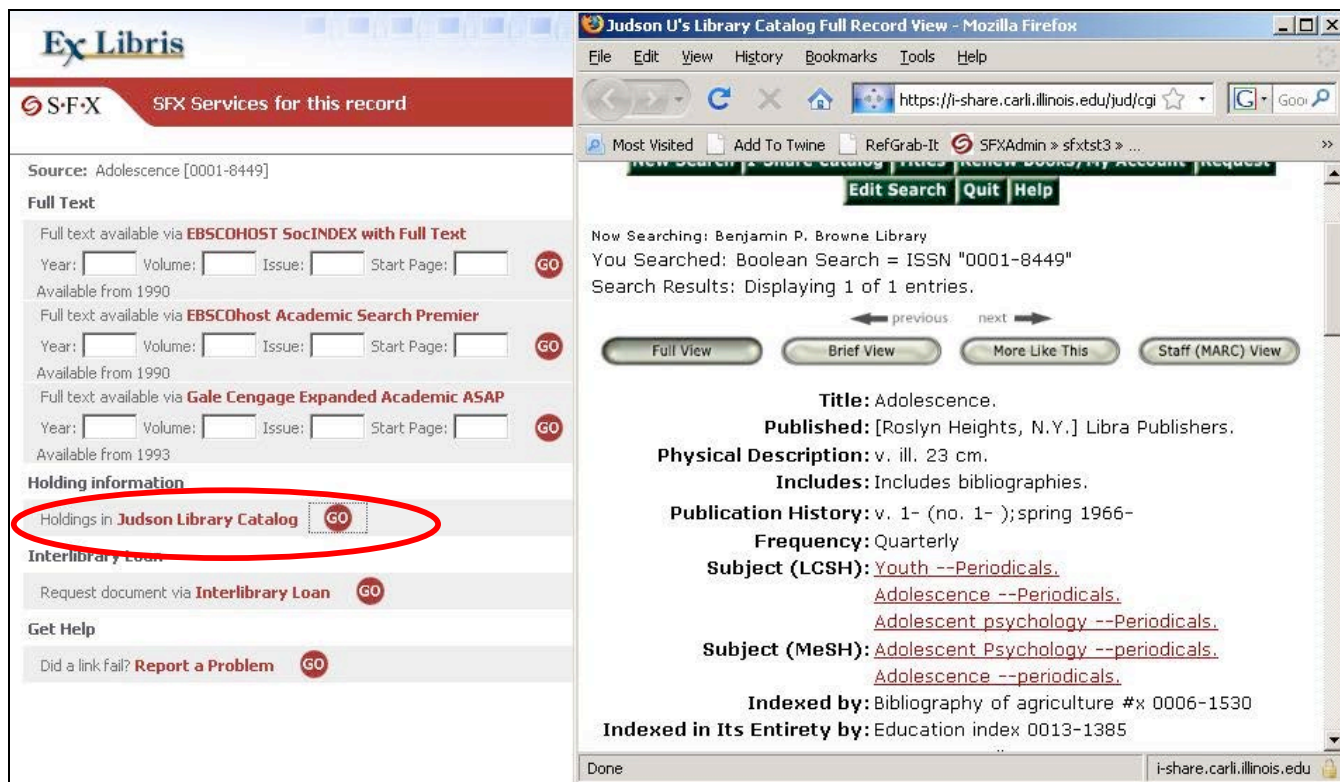 Ex Libris
S·F·X SFX Services for this record
Source: Adolescence [0001-8449]
Full Text
Full text available via EBSCOHOST SocINDEX with Full Text
Year: Volume: Issue: Start Page: GO
Available from 1990
Full text available via EBSCOhost Academic Search Premier
Year: Volume: Issue: Start Page: GO
Available from 1990
Full text available via Gale Cengage Expanded Academic ASAP
Year: Volume: Issue: Start Page: GO
Available from 1993
Holding information
Holdings in Judson Library Catalog GO
Interlibrary Loan
Request document via Interlibrary Loan GO
Get Help
Did a link fail? Report a Problem GO
Judson U's Library Catalog Full Record View - Mozilla Firefox
File Edit View History Bookmarks Tools Help
https://i-share.carli.illinois.edu/jud/cgi G Goo
Most Visited Add To Twine RefGrab-It SFXAdmin » sfxtst3 » ... »
New Search I-Share Catalog Titles Renew Books/My Account Request
Edit Search Quit Help
Now Searching: Benjamin P. Browne Library
You Searched: Boolean Search = ISSN "0001-8449"
Search Results: Displaying 1 of 1 entries.
previous next
Full View Brief View More Like This Staff (MARC) View
Title: Adolescence.
Published: [Roslyn Heights, N.Y.] Libra Publishers.
Physical Description: v. ill. 23 cm.
Includes: Includes bibliographies.
Publication History: v. 1- (no. 1- );spring 1966-
Frequency: Quarterly
Subject (LCSH): Youth --Periodicals.
Adolescence --Periodicals.
Adolescent psychology --Periodicals.
Subject (MeSH): Adolescent Psychology --periodicals.
Adolescence --periodicals.
Indexed by: Bibliography of agriculture #x 0006-1530
Indexed in Its Entirety by: Education index 0013-1385
Done i-share.carli.illinois.edu